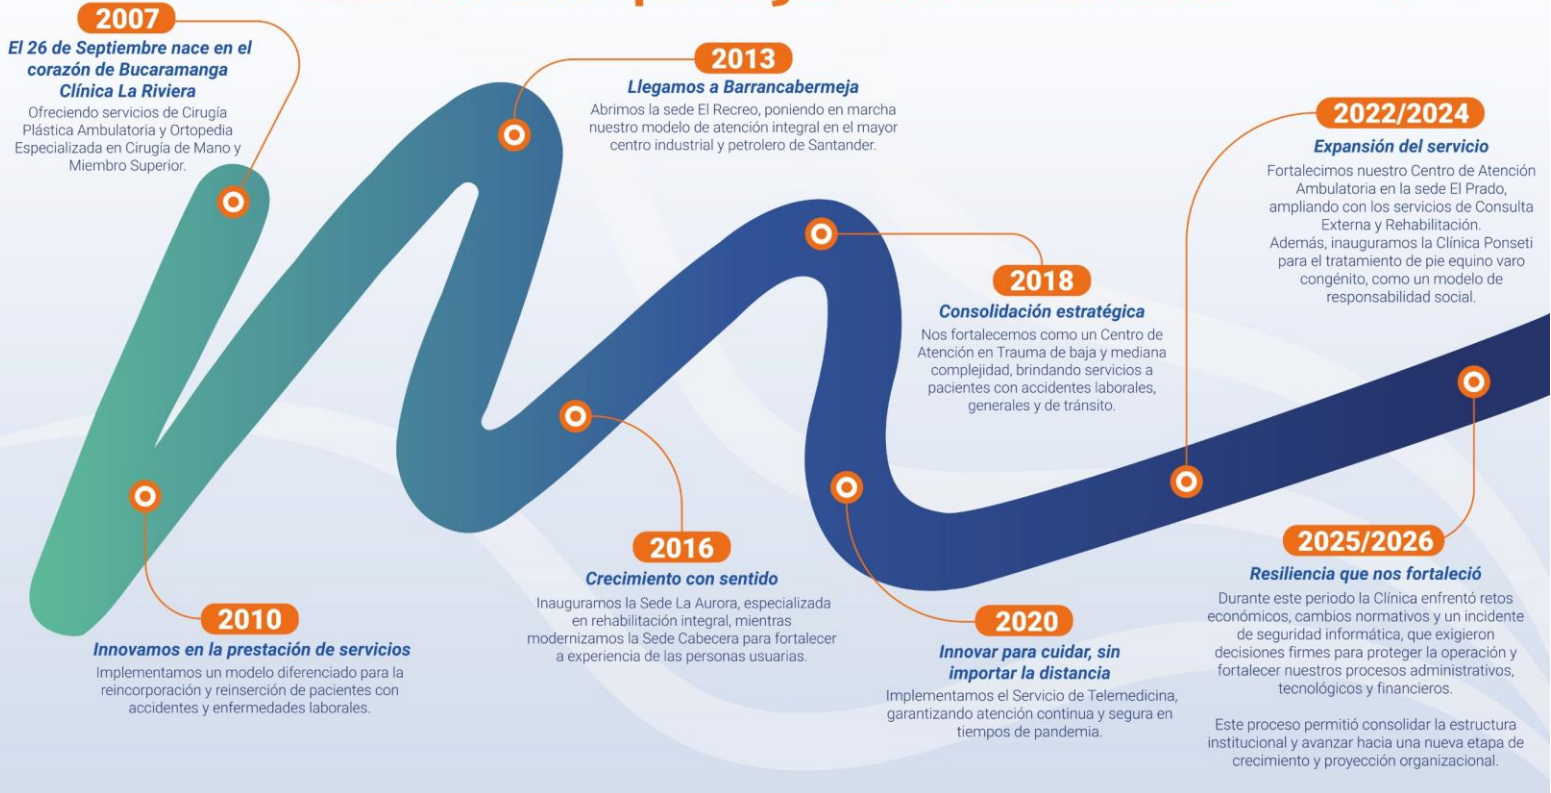 2007
El 26 de Septiembre nace en el
corazón de Bucaramanga
Clínica La Riviera
Ofreciendo servicios de Cirugía
Plástica Ambulatoria y Ortopedia
Especializada en Cirugía de Mano y
Miembro Superior.
2010
Innovamos en la prestación de servicios
Implementamos un modelo diferenciado para la
reincorporación y reinserción de pacientes con
accidentes y enfermedades laborales.
2013
Llegamos a Barrancabermeja
Abrimos la sede El Recreo, poniendo en marcha
nuestro modelo de atención integral en el mayor
centro industrial y petrolero de Santander.
2016
Crecimiento con sentido
Inauguramos la Sede La Aurora, especializada
en rehabilitación integral, mientras
modernizamos la Sede Cabecera para fortalecer
a experiencia de las personas usuarias.
2018
Consolidación estratégica
Nos fortalecemos como un Centro de
Atención en Trauma de baja y mediana
complejidad, brindando servicios a
pacientes con accidentes laborales,
generales y de tránsito.
2020
Innovar para cuidar, sin
importar la distancia
Implementamos el Servicio de Telemedicina,
garantizando atención continua y segura en
tiempos de pandemia.
2022/2024
Expansión del servicio
Fortalecimos nuestro Centro de Atención
Ambulatoria en la sede El Prado,
ampliando con los servicios de Consulta
Externa y Rehabilitación.
Además, inauguramos la Clínica Ponseti
para el tratamiento de pie equino varo
congénito, como un modelo de
responsabilidad social.
2025/2026
Resiliencia que nos fortaleció
Durante este periodo la Clínica enfrentó retos
económicos, cambios normativos y un incidente
de seguridad informática, que exigieron
decisiones firmes para proteger la operación y
fortalecer nuestros procesos administrativos,
tecnológicos y financieros.
Este proceso permitió consolidar la estructura
institucional y avanzar hacia una nueva etapa de
crecimiento y proyección organizacional.